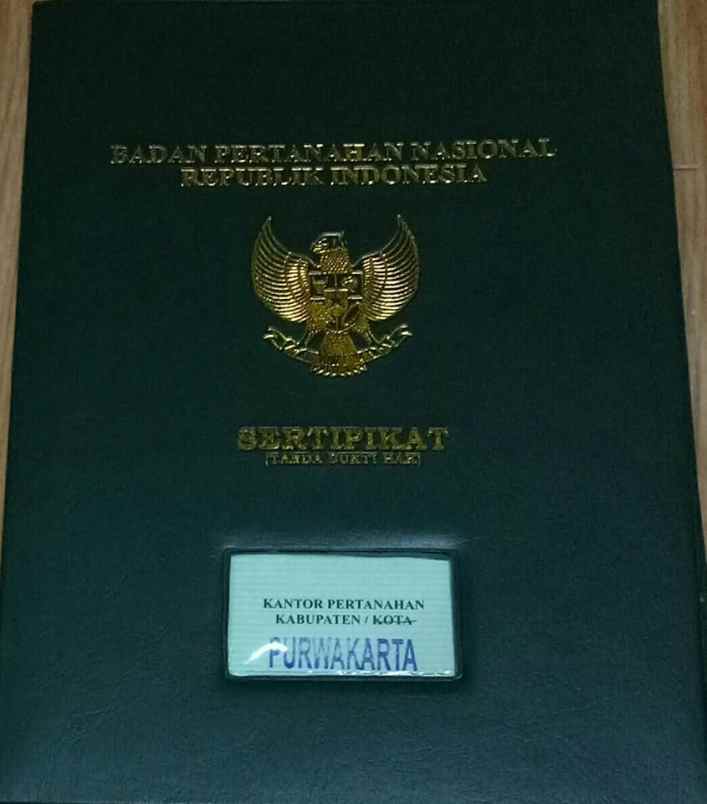 BADAN PERTANAHAN NASIONAL
REPUBLIK INDONESIA
SERTIPIKAT
(TANDA BUKTI HAK)
KANTOR PERTANAHAN
KABUPATEN / KOTA
PURWAKARTA